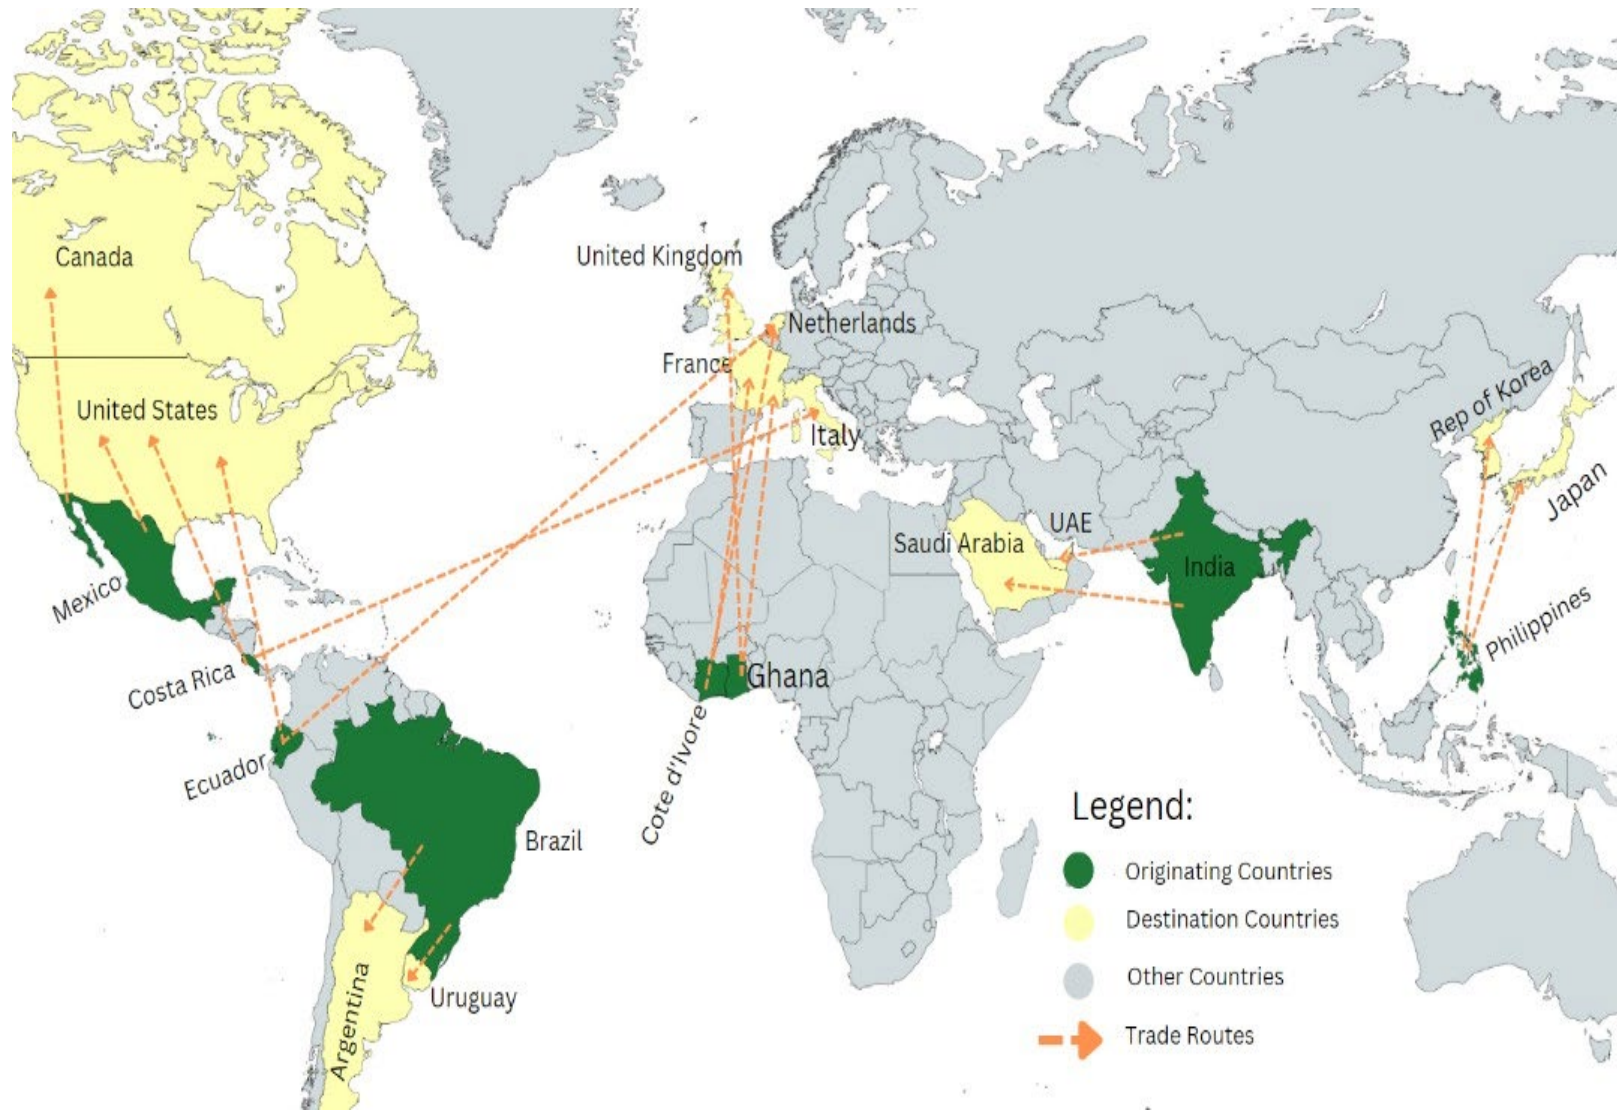 Canada
United Kingdom
Netherlands
France
Rep of Korea
United States
Italy
Japan
UAE
Saudi Arabia
India
Mexico
Philippines
Costa Rica
Ghana
Ecuador
Cote d'Ivore
Brazil
Uruguay
Argentina
Legend:
Originating Countries
Destination Countries
Other Countries
Trade Routes